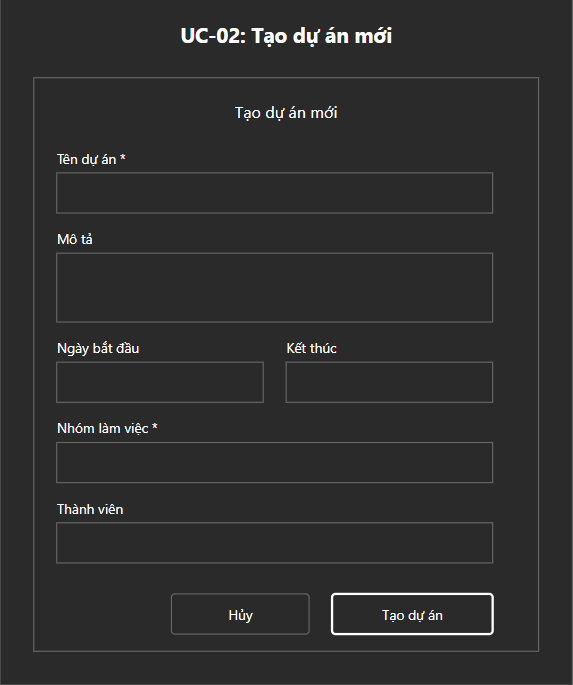 UC-02: Tạo dự án mới
Tạo dự án mới
Tên dự án *
Mô tả
Ngày bắt đầu
Kết thúc
Nhóm làm việc *
Thành viên
Hủy
Tạo dự án